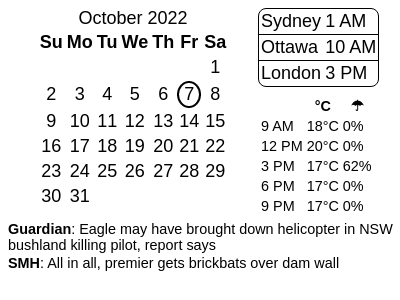 October 2022
Su Mo Tu We Th Fr Sa
1
2 3 4 5 6 7 8
9 10 11 12 13 14 15
16 17 18 19 20 21 22
23 24 25 26 27 28 29
30 31
Sydney 1 AM
Ottawa 10 AM
London 3 PM
°C ☂
9 AM 18°C 0%
12 PM 20°C 0%
3 PM 17°C 62%
6 PM 17°C 0%
9 PM 17°C 0%
Guardian: Eagle may have brought down helicopter in NSW
bushland killing pilot, report says
SMH: All in all, premier gets brickbats over dam wall